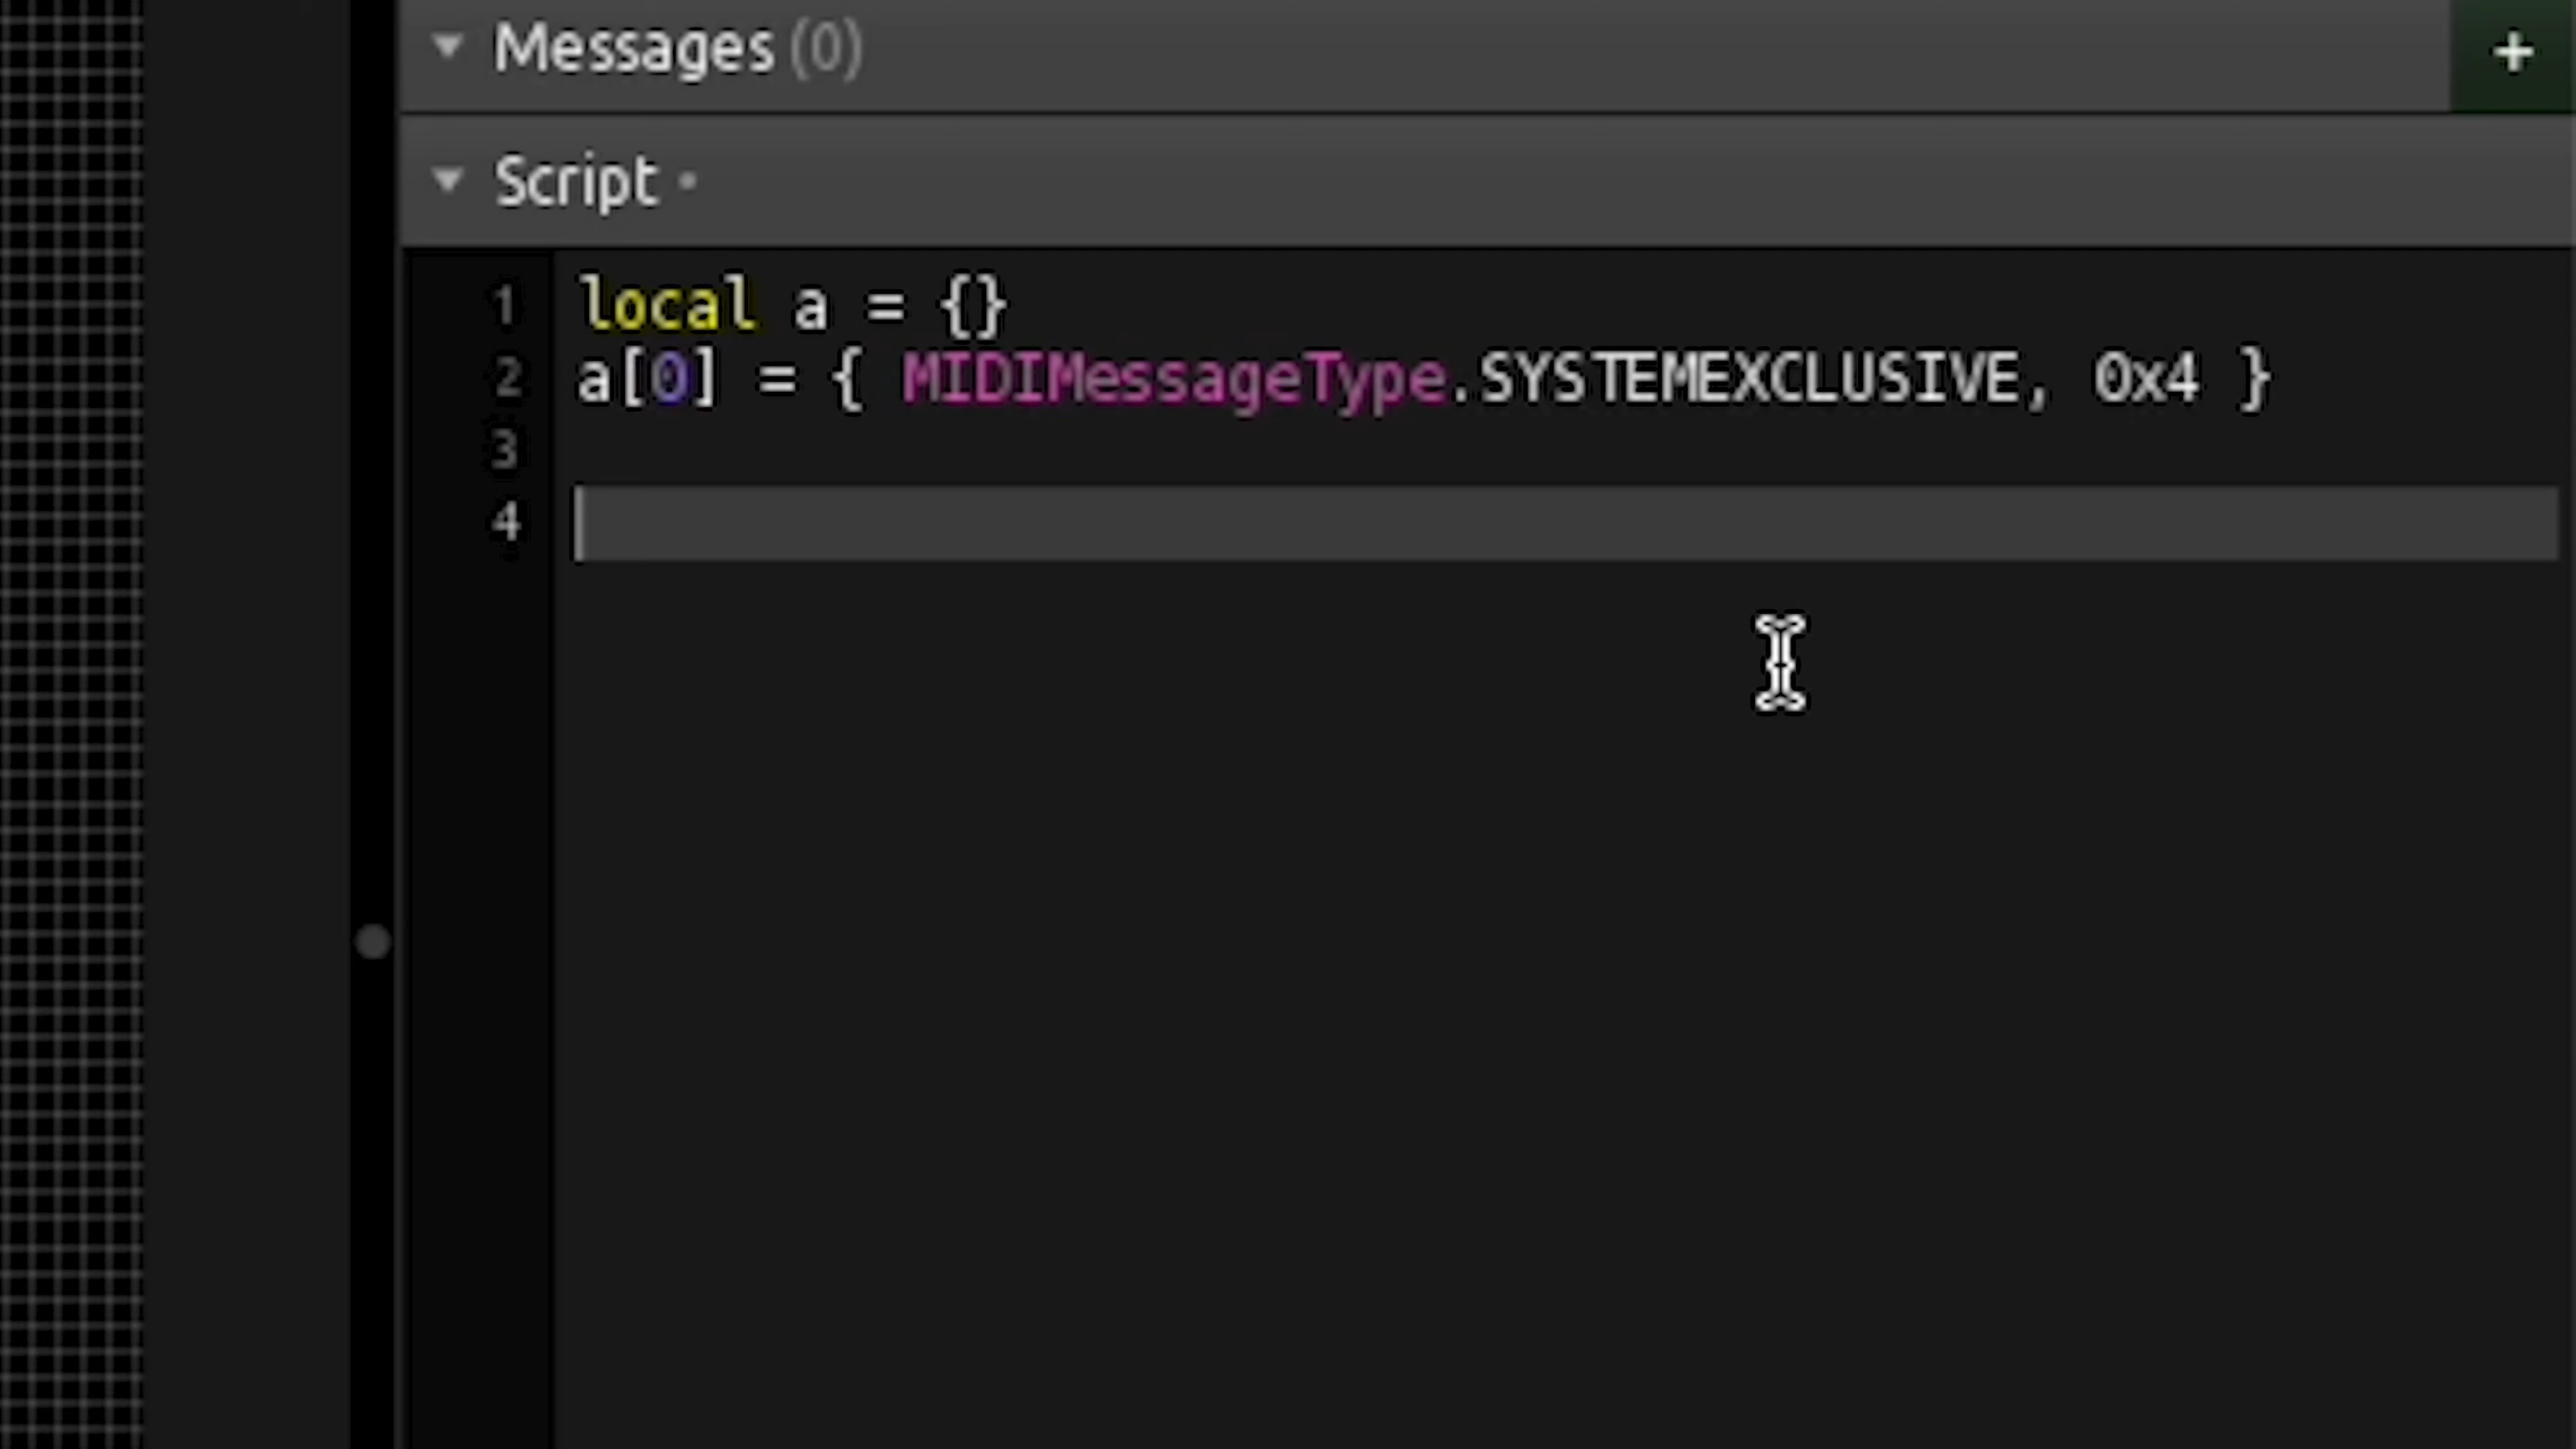 Messages (0)
+
Script •
1 local a = {}
2 a[0] = { MIDIMessageType.SYSTEMEXCLUSIVE, 0x4 }
3
4